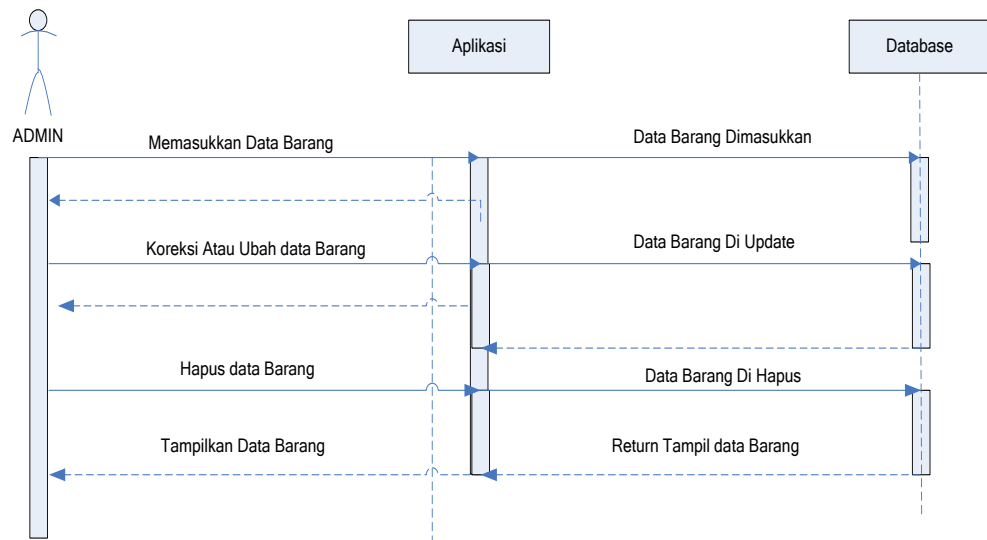 Aplikasi
Database
ADMIN
Memasukkan Data Barang
Data Barang Dimasukkan
Koreksi Atau Ubah data Barang
Data Barang Di Update
Hapus data Barang
Data Barang Di Hapus
Tampilkan Data Barang
Return Tampil data Barang